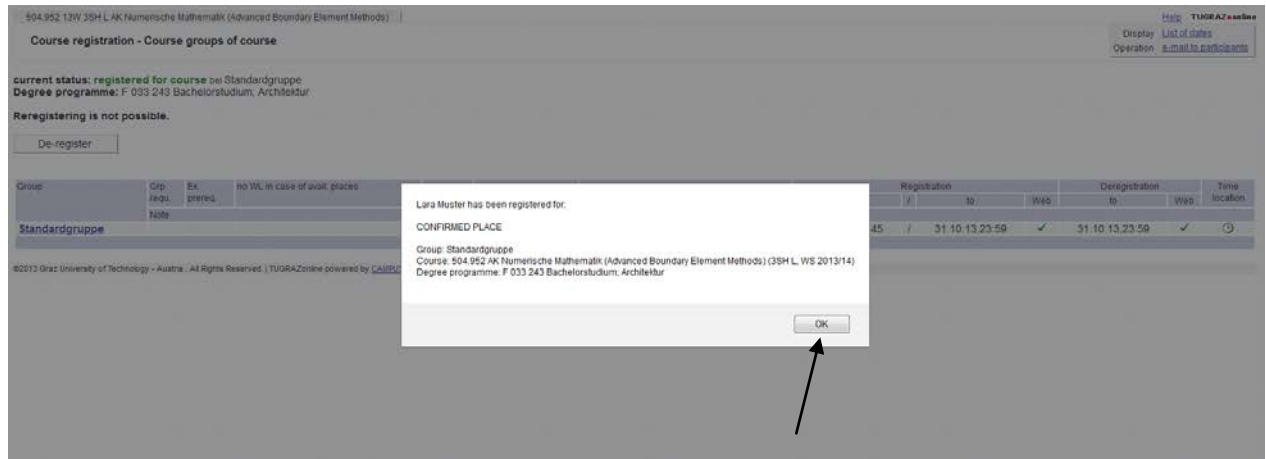 504.952 13W 3SH L AK Numerische Mathematik (Advanced Boundary Element Methods)
Help TUGRAZonline
Course registration - Course groups of course
Display List of dates
Operation e-mail to participants
current status: registered for course bei Standardgruppe
Degree programme: F 033 243 Bachelorstudium; Architektur
Reregistering is not possible.
De-register
Group Grp. requ. Ex. prereq. no WL in case of avail. places Registration Deregistration Time location
/ to Web to Web
Note
Standardgruppe 45 / 31.10.13,23:59 31.10.13,23:59
©2013 Graz University of Technology - Austria . All Rights Reserved. | TUGRAZonline powered by
Lara Muster has been registered for:
CONFIRMED PLACE
Group: Standardgruppe
Course: 504.952 AK Numerische Mathematik (Advanced Boundary Element Methods) (3SH L, WS 2013/14)
Degree programme: F 033 243 Bachelorstudium; Architektur
OK